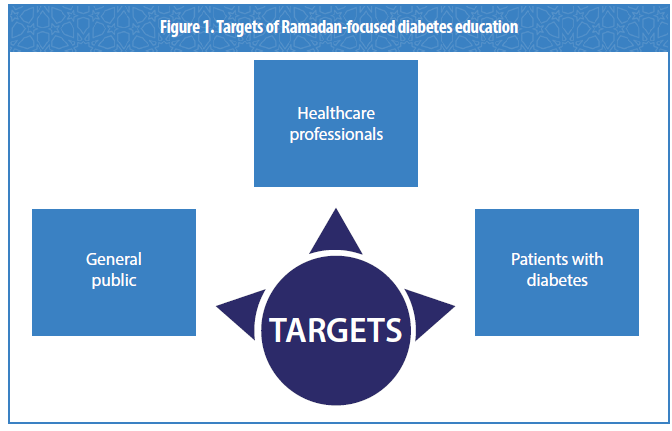 Figure 1. Targets of Ramadan-focused diabetes education
Healthcare
professionals
General
public
Patients with
diabetes
TARGETS